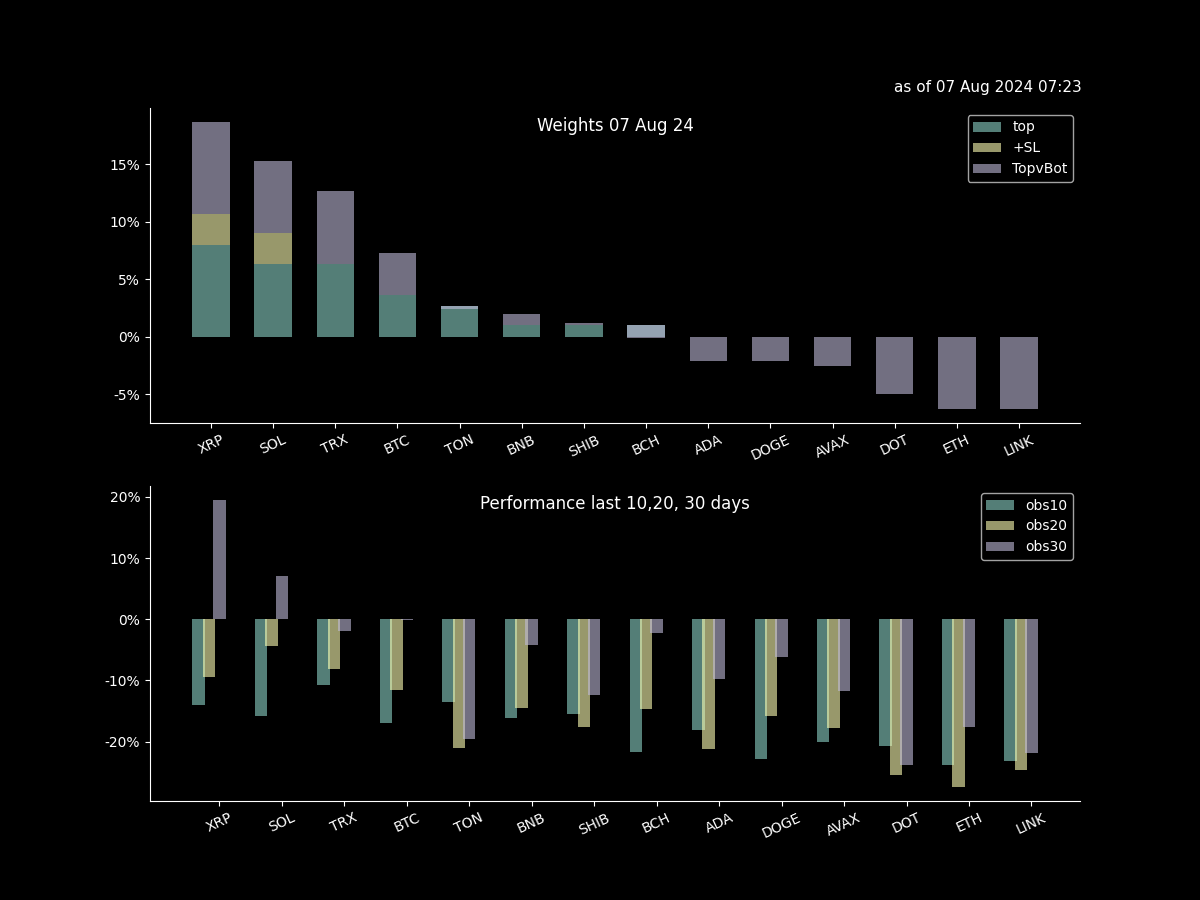 as of 07 Aug 2024 07:23
Weights 07 Aug 24
top
+SL
TopvBot
15%
10%
5%
0%
-5%
XRP SOL TRX BTC TON BNB SHIB BCH ADA DOGE AVAX DOT ETH LINK
Performance last 10,20, 30 days
obs10
obs20
obs30
20%
10%
0%
-10%
-20%
XRP SOL TRX BTC TON BNB SHIB BCH ADA DOGE AVAX DOT ETH LINK